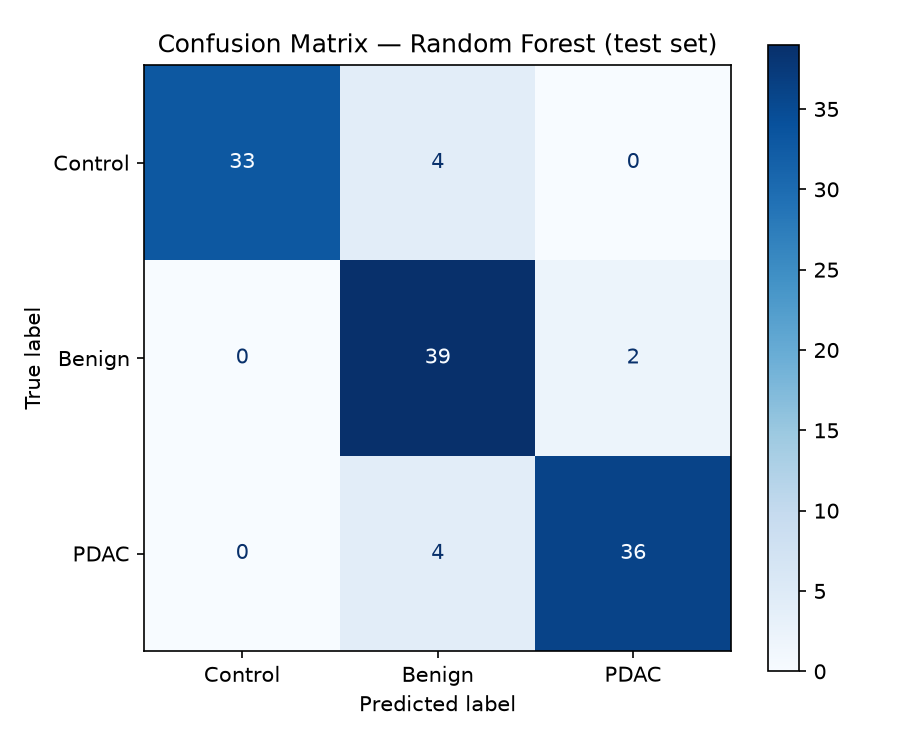 Confusion Matrix — Random Forest (test set)
True label
Control
33
4
0
Benign
0
39
2
PDAC
0
4
36
Control
Benign
PDAC
Predicted label
35
30
25
20
15
10
5
0